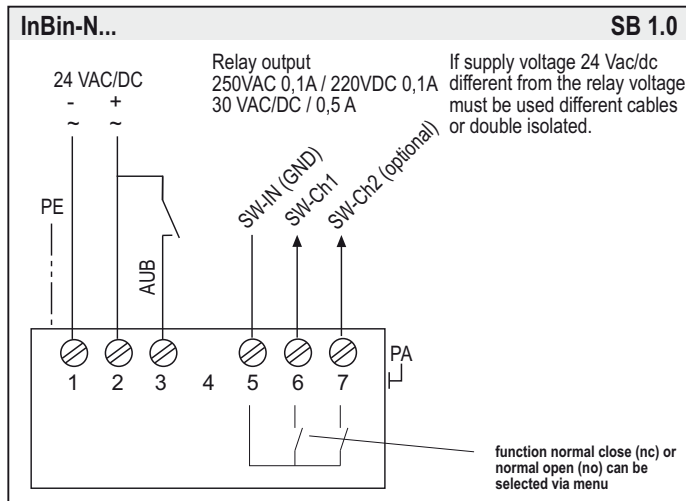 InBin-N...
SB 1.0
24 VAC/DC
- +
~ ~
Relay output
250VAC 0,1A / 220VDC 0,1A
30 VAC/DC / 0,5 A
If supply voltage 24 Vac/dc
different from the relay voltage
must be used different cables
or double isolated.
PE
AUB
SW-IN (GND)
SW-Ch1
SW-Ch2 (optional)
PA
1 2 3 4 5 6 7
function normal close (nc) or
normal open (no) can be
selected via menu